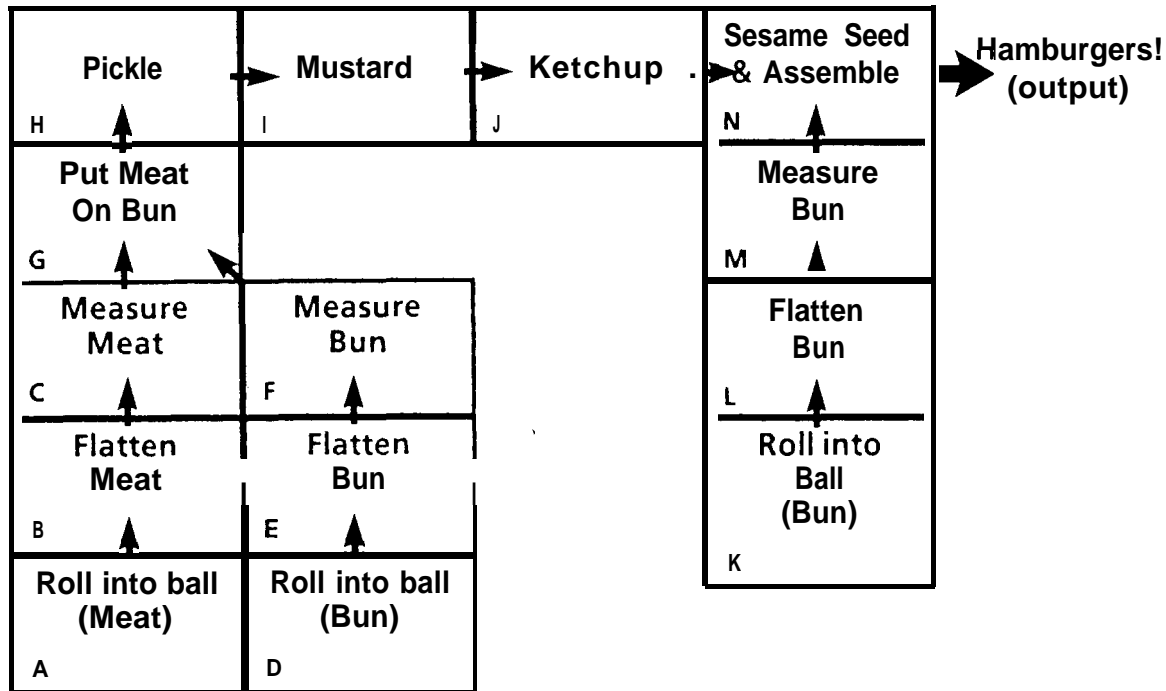 Pickle
H
Mustard
I
Ketchup
J
Sesame Seed
& Assemble
N
Hamburgers!
(output)
Put Meat
On Bun
G
Measure
Bun
M
Measure
Meat
C
Measure
Bun
F
Flatten
Bun
L
Flatten
Meat
B
Flatten
Bun
E
Roll into
Ball
(Bun)
K
Roll into ball
(Meat)
A
Roll into ball
(Bun)
D